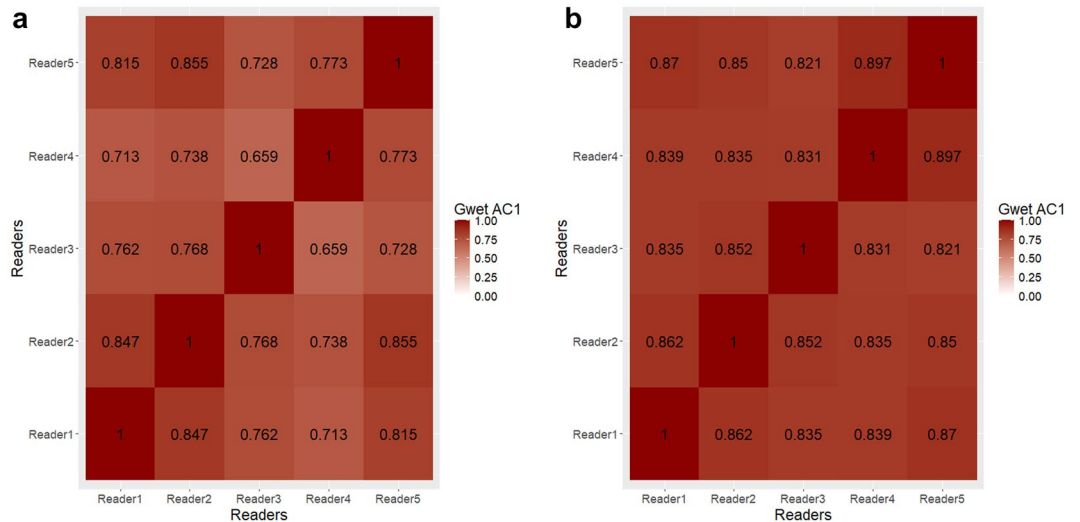 a
Reader5 0.815 0.855 0.728 0.773 1
Reader4 0.713 0.738 0.659 1 0.773
Reader3 0.762 0.768 1 0.659 0.728
Reader2 0.847 1 0.768 0.738 0.855
Reader1 1 0.847 0.762 0.713 0.815
Reader1 Reader2 Reader3 Reader4 Reader5
Readers
Readers
Gwet AC1
1.00
0.75
0.50
0.25
0.00
b
Reader5 0.87 0.85 0.821 0.897 1
Reader4 0.839 0.835 0.831 1 0.897
Reader3 0.835 0.852 1 0.831 0.821
Reader2 0.862 1 0.852 0.835 0.85
Reader1 1 0.862 0.835 0.839 0.87
Reader1 Reader2 Reader3 Reader4 Reader5
Readers
Readers
Gwet AC1
1.00
0.75
0.50
0.25
0.00